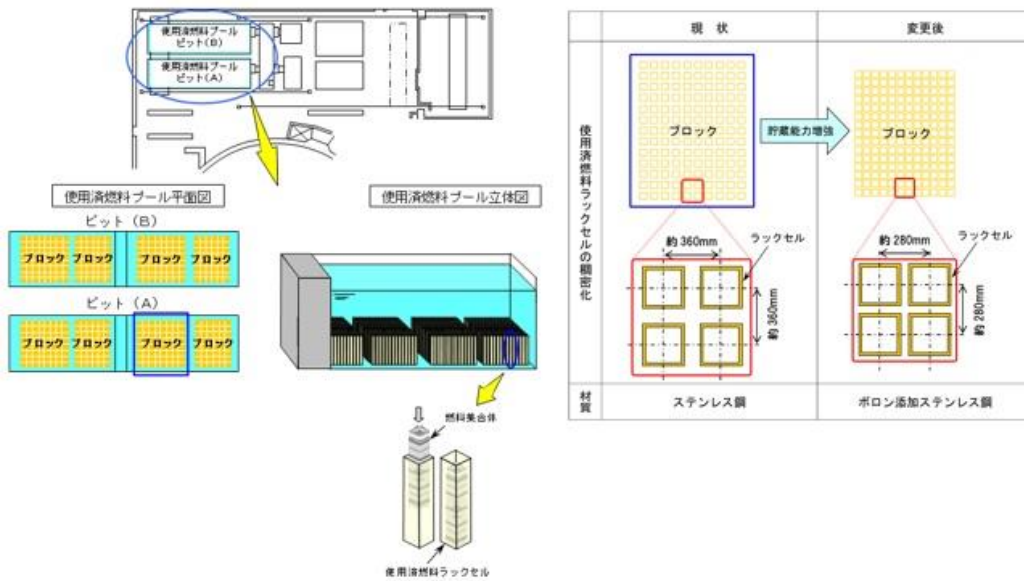 使用済燃料プール
ピット(B)
使用済燃料プール
ピット(A)
使用済燃料プール平面図
ピット（B）
ブロック ブロック ブロック ブロック
ピット（A）
ブロック ブロック ブロック ブロック
使用済燃料プール立体図
燃料集合体
使用済燃料ラックセル
現 状
変更後
使用済燃料ラックセルの稠密化
ブロック
貯蔵能力増強
ブロック
約 360mm
ラックセル
約 360mm
約 280mm
ラックセル
約 280mm
材質
ステンレス鋼
ボロン添加ステンレス鋼